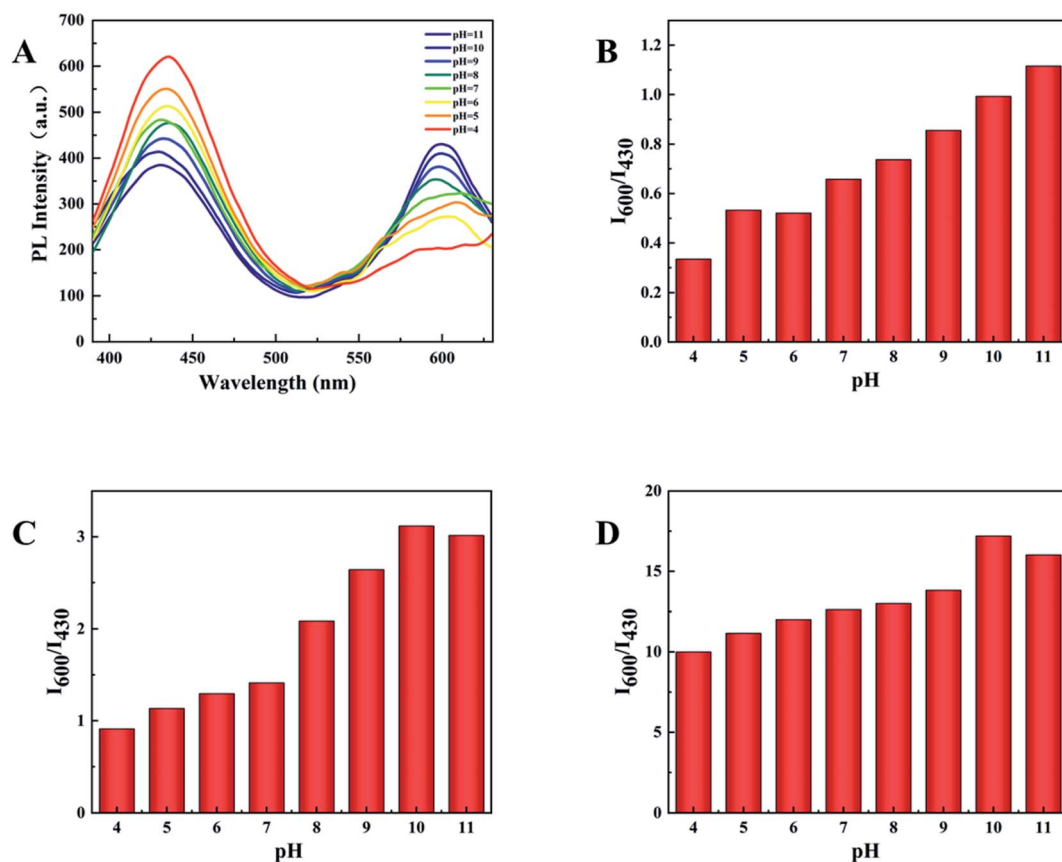 A
PL Intensity（a.u.）
700
600
500
400
300
200
100
0
400
450
500
550
600
Wavelength (nm)
pH=11
pH=10
pH=9
pH=8
pH=7
pH=6
pH=5
pH=4
B
I600/I430
1.2
1.0
0.8
0.6
0.4
0.2
0.0
4 5 6 7 8 9 10 11
pH
C
I600/I430
3
2
1
0
4 5 6 7 8 9 10 11
pH
D
I600/I430
20
15
10
5
0
4 5 6 7 8 9 10 11
pH